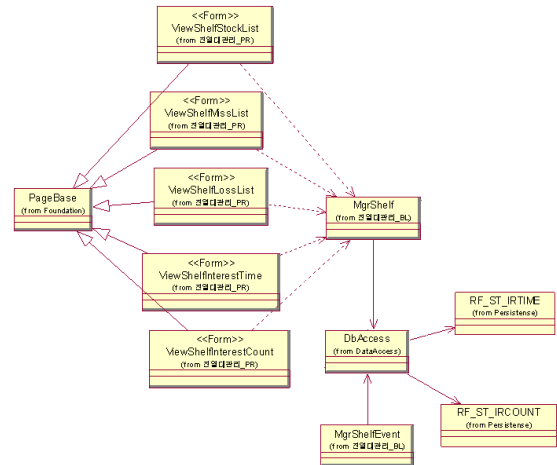 <<Form>>
ViewShelfStockList
(from 진열대관리_PR)
<<Form>>
ViewShelfMissList
(from 진열대관리_PR)
<<Form>>
ViewShelfLossList
(from 진열대관리_PR)
PageBase
(from Foundation)
MgrShelf
(from 진열대관리_BL)
<<Form>>
ViewShelfInterestTime
(from 진열대관리_PR)
RF_ST_IRTIME
(from Persistense)
<<Form>>
ViewShelfInterestCount
(from 진열대관리_PR)
DbAccess
(from DataAccess)
RF_ST_IRCOUNT
(from Persistense)
MgrShelfEvent
(from 진열대관리_BL)